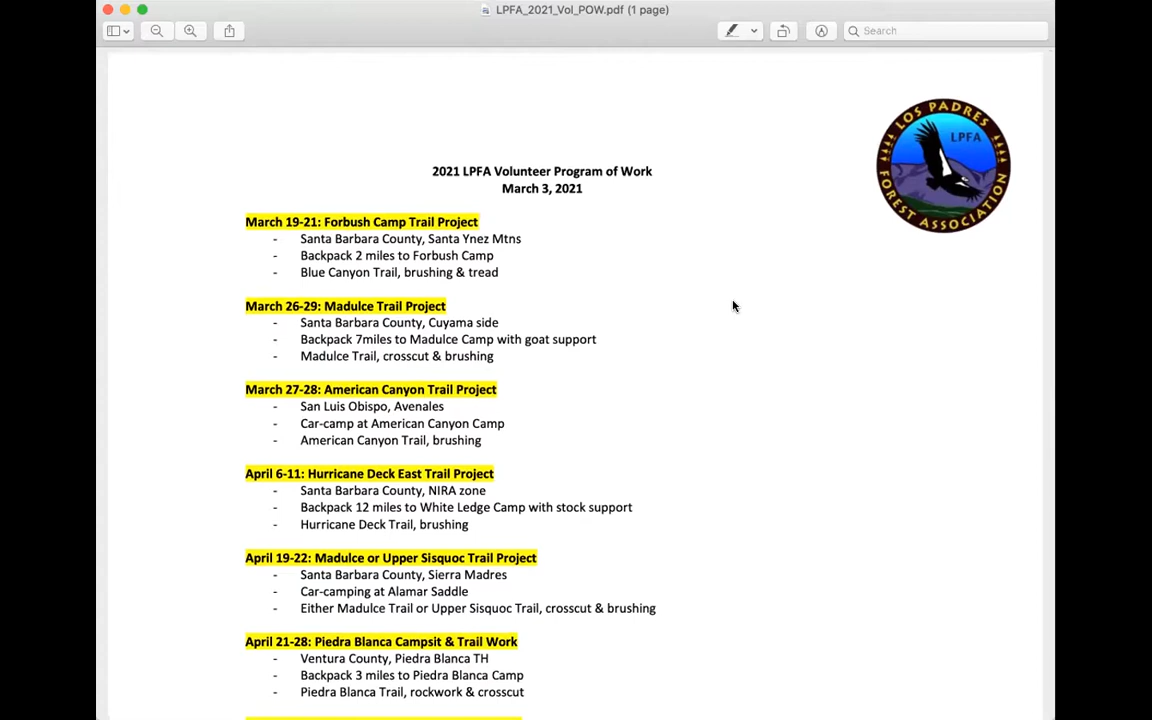 LPFA_2021_Vol_POW.pdf (1 page)
Search
LOS PADRES
LPFA
FOREST ASSOCIATION
2021 LPFA Volunteer Program of Work
March 3, 2021
March 19-21: Forbush Camp Trail Project
- Santa Barbara County, Santa Ynez Mtns
- Backpack 2 miles to Forbush Camp
- Blue Canyon Trail, brushing & tread
March 26-29: Madulce Trail Project
- Santa Barbara County, Cuyama side
- Backpack 7miles to Madulce Camp with goat support
- Madulce Trail, crosscut & brushing
March 27-28: American Canyon Trail Project
- San Luis Obispo, Avenales
- Car-camp at American Canyon Camp
- American Canyon Trail, brushing
April 6-11: Hurricane Deck East Trail Project
- Santa Barbara County, NIRA zone
- Backpack 12 miles to White Ledge Camp with stock support
- Hurricane Deck Trail, brushing
April 19-22: Madulce or Upper Sisquoc Trail Project
- Santa Barbara County, Sierra Madres
- Car-camping at Alamar Saddle
- Either Madulce Trail or Upper Sisquoc Trail, crosscut & brushing
April 21-28: Piedra Blanca Campsit & Trail Work
- Ventura County, Piedra Blanca TH
- Backpack 3 miles to Piedra Blanca Camp
- Piedra Blanca Trail, rockwork & crosscut